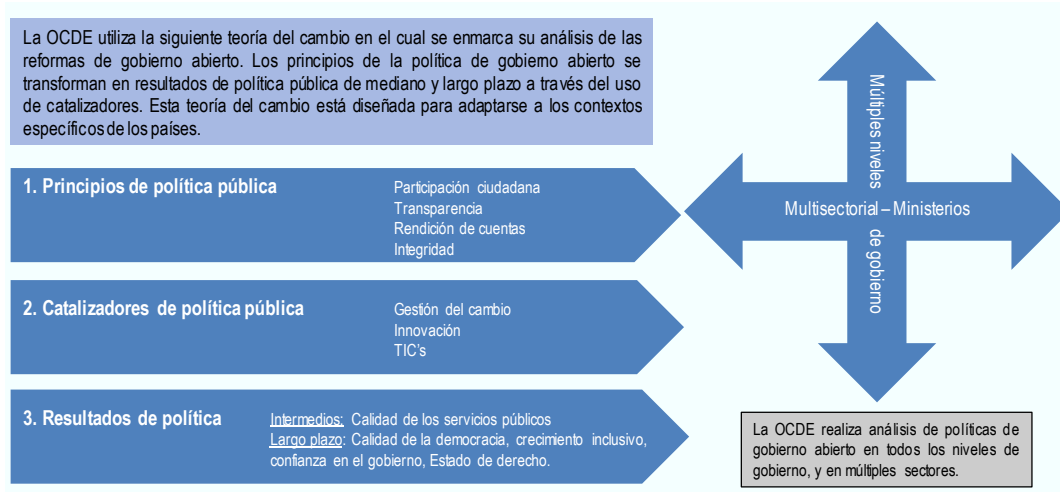 La OCDE utiliza la siguiente teoría del cambio en el cual se enmarca su análisis de las
reformas de gobierno abierto. Los principios de la política de gobierno abierto se
transforman en resultados de política pública de mediano y largo plazo a través del uso
de catalizadores. Esta teoría del cambio está diseñada para adaptarse a los contextos
específicos de los países.
1. Principios de política pública
Participación ciudadana
Transparencia
Rendición de cuentas
Integridad
2. Catalizadores de política pública
Gestión del cambio
Innovación
TIC's
3. Resultados de política
Intermedios: Calidad de los servicios públicos
Largo plazo: Calidad de la democracia, crecimiento inclusivo,
confianza en el gobierno, Estado de derecho.
Múltiples niveles de gobierno
Multisectorial – Ministerios
La OCDE realiza análisis de políticas de
gobierno abierto en todos los niveles de
gobierno, y en múltiples sectores.